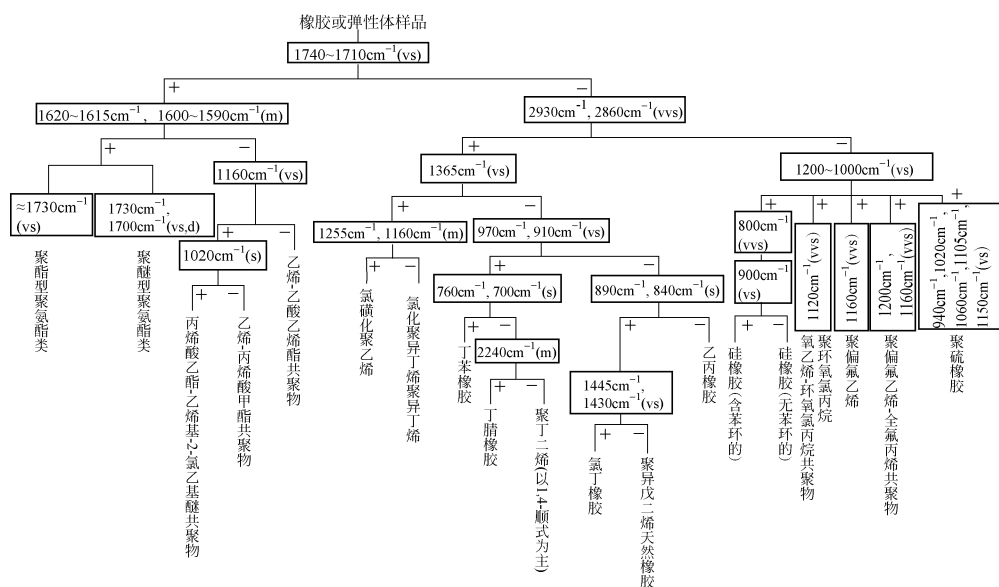 橡胶或弹性体样品
1740~1710cm⁻¹(vs)
+
−
1620~1615cm⁻¹, 1600~1590cm⁻¹(m)
2930cm⁻¹, 2860cm⁻¹(vvs)
+
−
+
−
1160cm⁻¹(vs)
1365cm⁻¹(vs)
1200~1000cm⁻¹(vs)
≈1730cm⁻¹
(vs)
1730cm⁻¹,
1700cm⁻¹(vs,d)
+
−
+
−
+
+
+
+
+
1020cm⁻¹(s)
1255cm⁻¹, 1160cm⁻¹(m)
970cm⁻¹, 910cm⁻¹(vs)
800cm⁻¹
(vvs)
900cm⁻¹
(vs)
1120cm⁻¹(vvs)
1160cm⁻¹(vvs)
1200cm⁻¹,
1160cm⁻¹(vvs)
940cm⁻¹,1020cm⁻¹,
1060cm⁻¹,1105cm⁻¹,
1150cm⁻¹(vs)
聚酯型聚氨酯类
聚醚型聚氨酯类
+
−
乙烯-乙酸乙烯酯共聚物
+
−
+
−
氯磺化聚乙烯
氯化聚异丁烯聚异丁烯
760cm⁻¹, 700cm⁻¹(s)
890cm⁻¹, 840cm⁻¹(s)
丙烯酸乙酯-乙烯基-2-氯乙基醚共聚物
乙烯-丙烯酸甲酯共聚物
+
−
+
−
+
−
丁苯橡胶
2240cm⁻¹(m)
乙丙橡胶
硅橡胶(含苯环的)
硅橡胶(无苯环的)
聚环氧氯丙烷
氧乙烯-环氧氯丙烷共聚物
聚偏氟乙烯
聚偏氟乙烯-全氟丙烯共聚物
聚硫橡胶
+
−
1445cm⁻¹,
1430cm⁻¹(vs)
丁腈橡胶
聚丁二烯(以1,4-顺式为主)
+
−
氯丁橡胶
聚异戊二烯天然橡胶